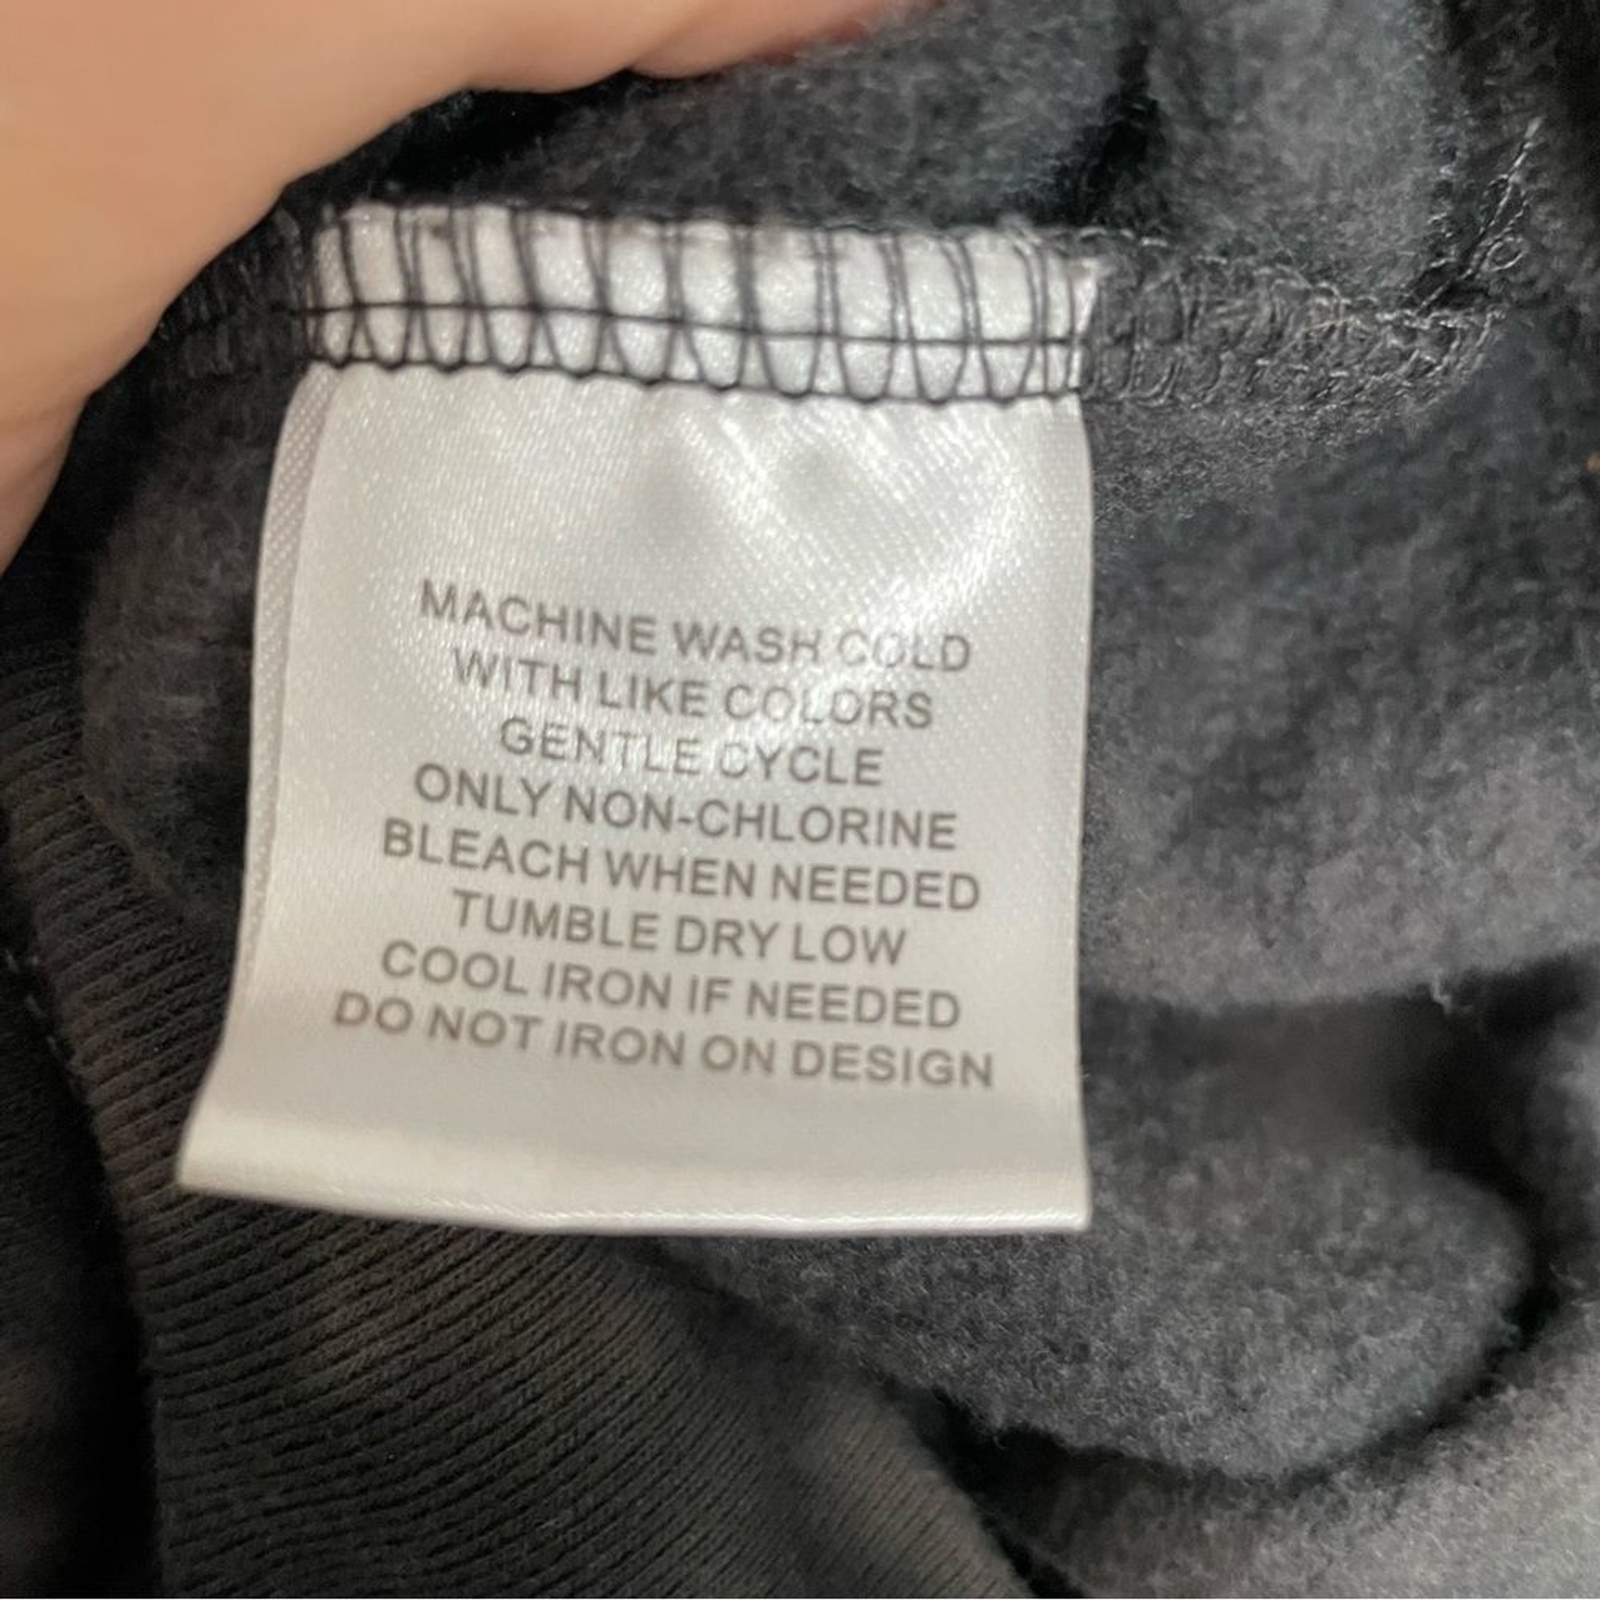 MACHINE WASH COLD
WITH LIKE COLORS
GENTLE CYCLE
ONLY NON-CHLORINE
BLEACH WHEN NEEDED
TUMBLE DRY LOW
COOL IRON IF NEEDED
DO NOT IRON ON DESIGN